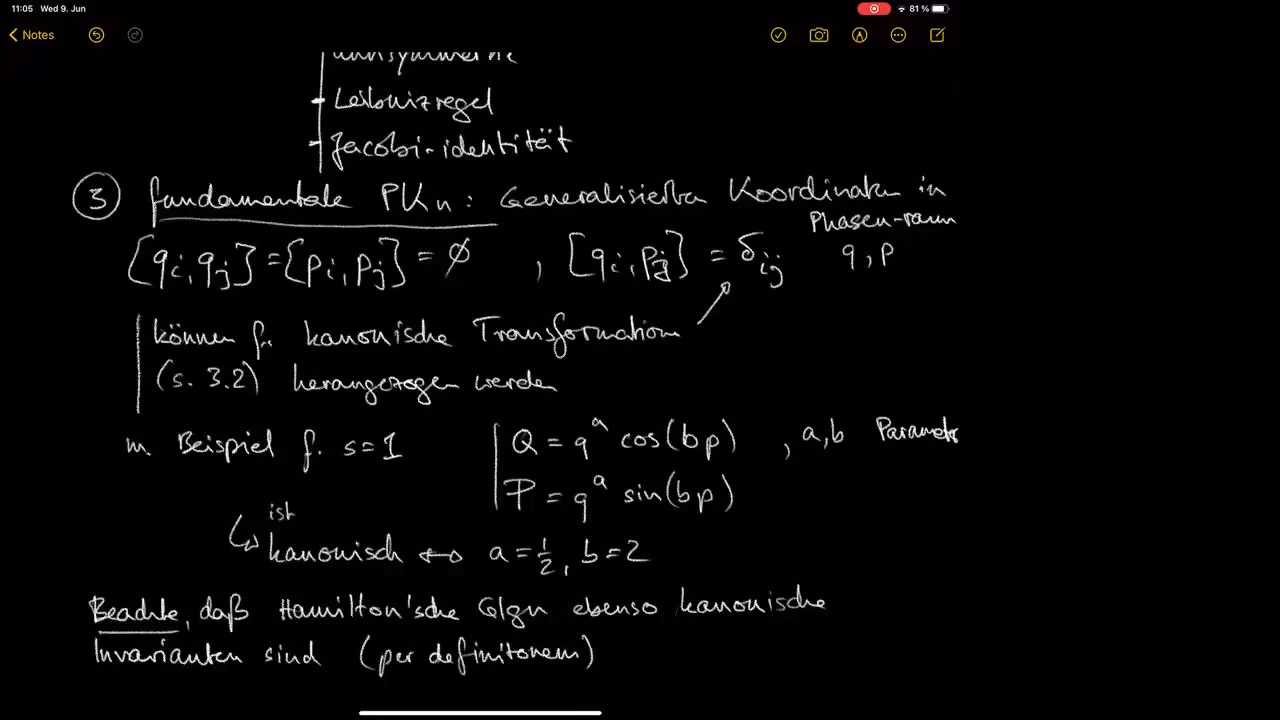 11:05 Wed 9. Jun
81 %
Notes
- Leibnizregel
- Jacobi-identität
③ fundamentale PKn: Generalisierten Koordinaten in
Phasen-raum
q, p
[qi, qj] = [pi, pj] = ∅ , [qi, pj] = δij
können f. kanonische Transformation
(s. 3.2) herangezogen werden
m. Beispiel f. s=1
Q = q^a cos(bp) , a,b Parameter
P = q^a sin(bp)
ist
↪ kanonisch ↔ a = 1/2, b = 2
Beachte, daß Hamilton'sche Glgn ebenso kanonische
Invarianten sind (per definitonem)